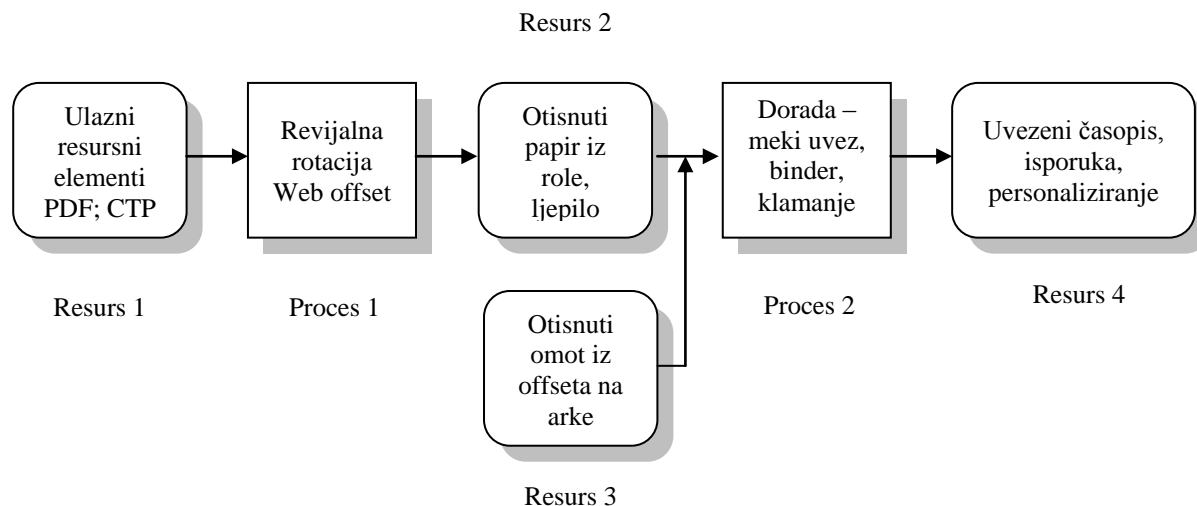 Resurs 2
Ulazni
resursni
elementi
PDF; CTP
Resurs 1
Revijalna
rotacija
Web offset
Proces 1
Otisnuti
papir iz
role,
ljepilo
Otisnuti
omot iz
offseta na
arke
Resurs 3
Dorada –
meki uvez,
binder,
klamanje
Proces 2
Uvezeni časopis,
isporuka,
personaliziranje
Resurs 4